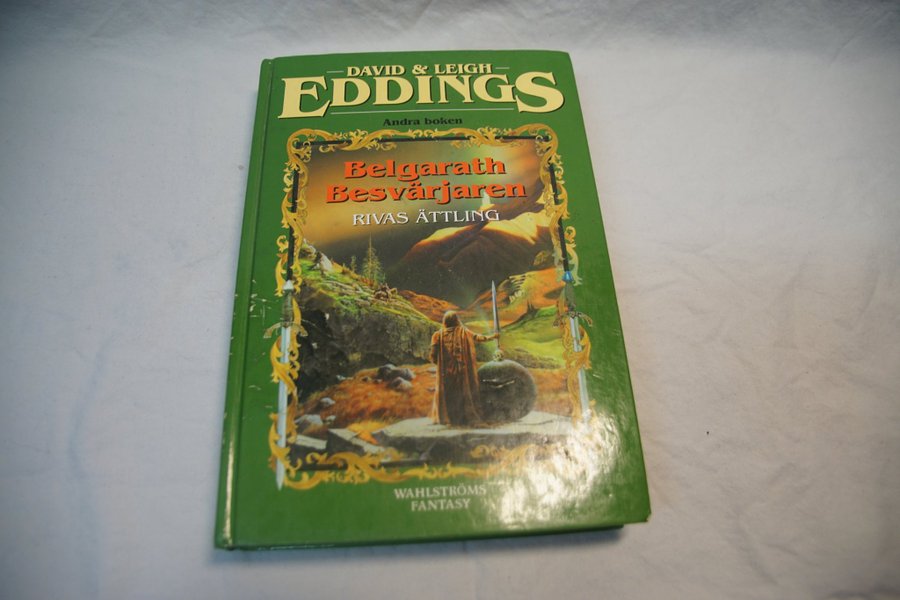 DAVID & LEIGH
EDDINGS
Andra boken
Belgarath
Besvärjaren
RIVAS ÄTTLING
WAHLSTRÖMS
FANTASY